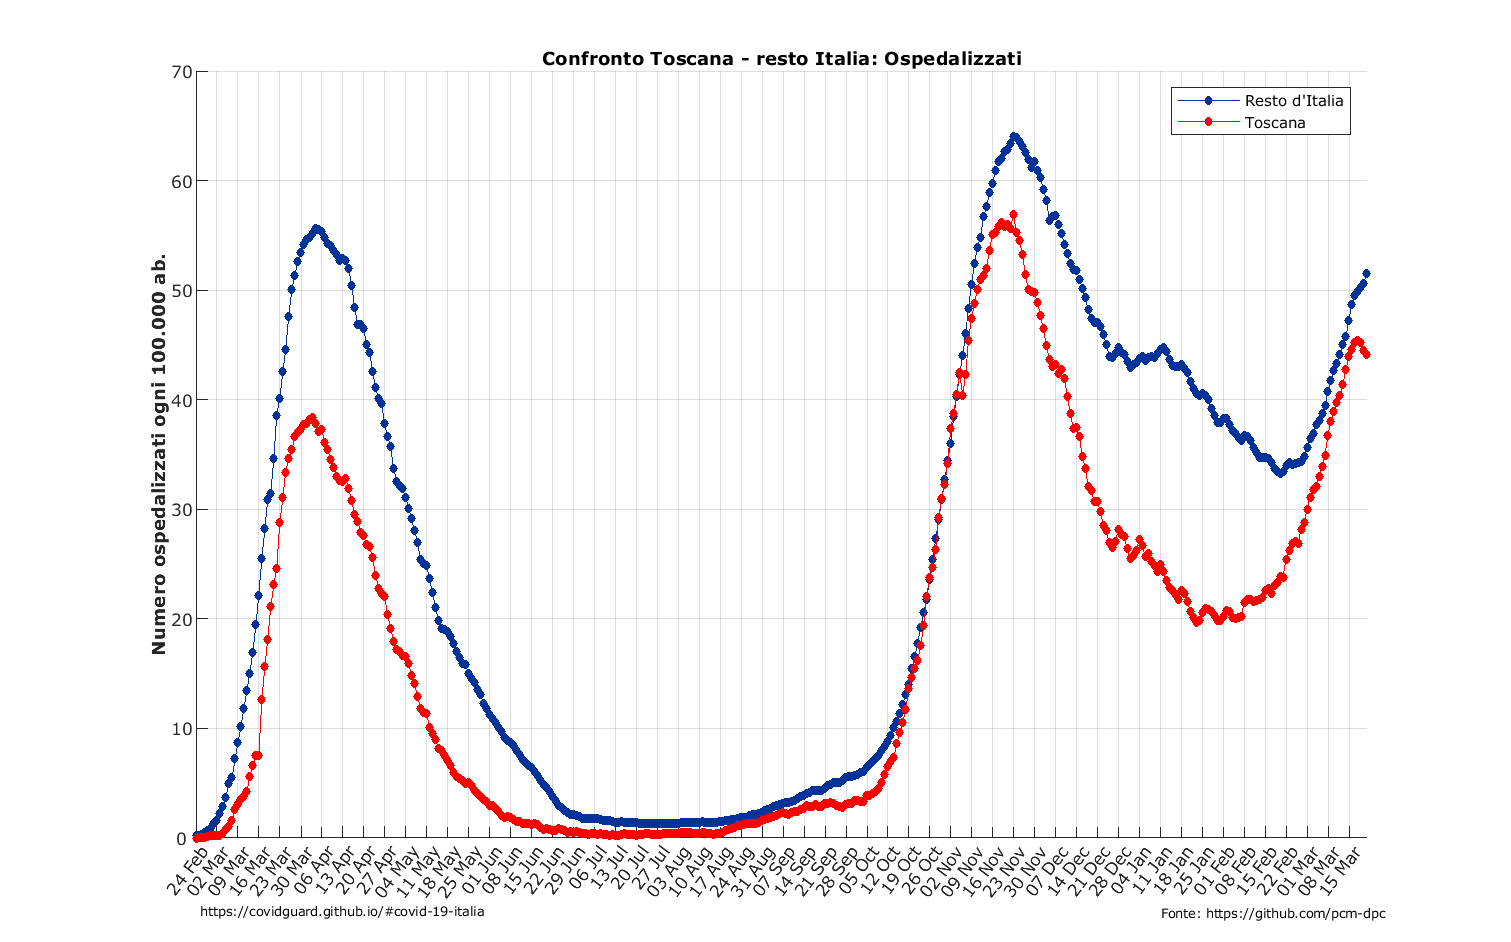 Confronto Toscana - resto Italia: Ospedalizzati
Resto d'Italia
Toscana
Numero ospedalizzati ogni 100.000 ab.
70
60
50
40
30
20
10
0
24 Feb
02 Mar
09 Mar
16 Mar
23 Mar
30 Mar
06 Apr
13 Apr
20 Apr
27 Apr
04 May
11 May
18 May
25 May
01 Jun
08 Jun
15 Jun
22 Jun
29 Jun
06 Jul
13 Jul
20 Jul
27 Jul
03 Aug
10 Aug
17 Aug
24 Aug
31 Aug
07 Sep
14 Sep
21 Sep
28 Sep
05 Oct
12 Oct
19 Oct
26 Oct
02 Nov
09 Nov
16 Nov
23 Nov
30 Nov
07 Dec
14 Dec
21 Dec
28 Dec
04 Jan
11 Jan
18 Jan
25 Jan
01 Feb
08 Feb
15 Feb
22 Feb
01 Mar
08 Mar
15 Mar
https://covidguard.github.io/#covid-19-italia
Fonte: https://github.com/pcm-dpc